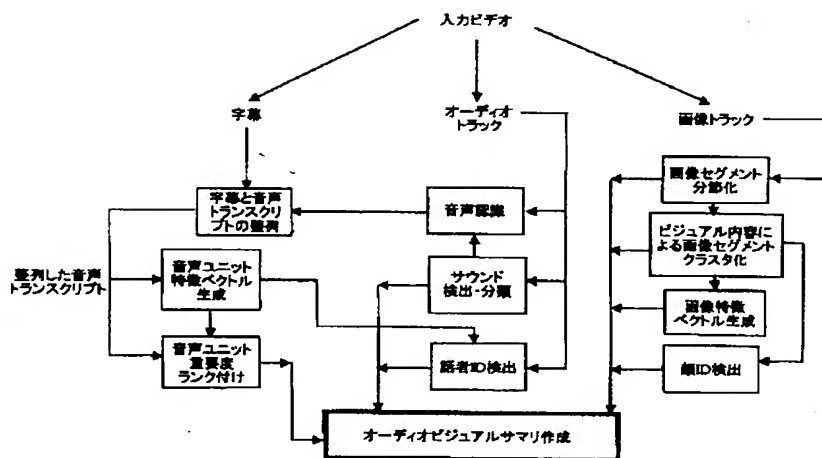 入力ビデオ
字幕
オーディオ
トラック
画像トラック
字幕と音声
トランスクリ
プトの整列
音声認識
画像セグメント
分節化
ビジュアル内容に
よる画像セグメント
クラスタ化
整列した音声
トランスクリプト
音声ユニット
特徴ベクトル
生成
サウンド
検出・分類
画像特徴
ベクトル生成
音声ユニット
重要度
ランク付け
話者ID検出
顔ID検出
オーディオビジュアルサマリ作成